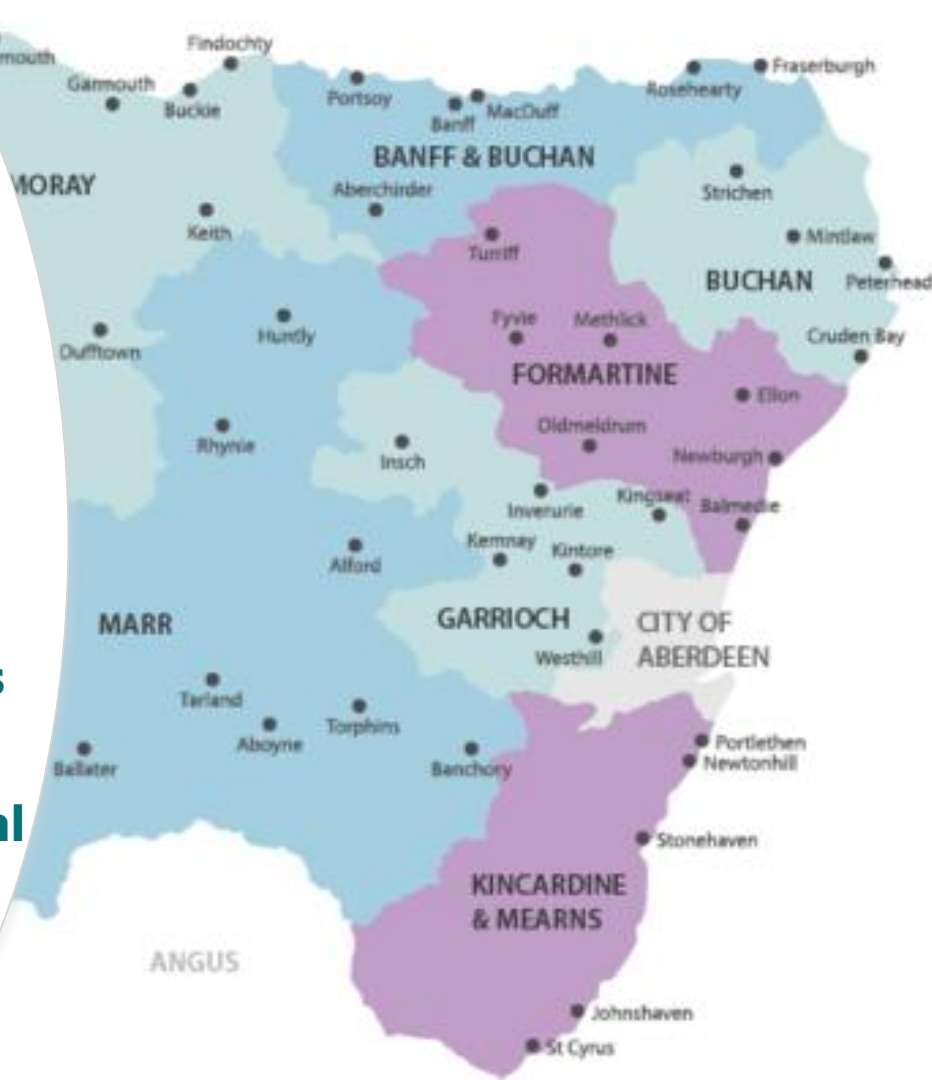 Findochty
mouth
Garmouth
Buckie
Portsoy
Banff
MacDuff
Rosehearty
Fraserburgh
BANFF & BUCHAN
MORAY
Aberchirder
Strichen
Keith
Turriff
Mintlaw
BUCHAN
Peterhead
Huntly
Fyvie
Methlick
Cruden Bay
Dufftown
FORMARTINE
Ellon
Rhynie
Oldmeldrum
Insch
Newburgh
Inverurie
Kingseat
Balmedie
Kemnay
Kintore
Alford
MARR
GARRIOCH
CITY OF
ABERDEEN
Westhill
s
Tarland
Torphins
Aboyne
Portlethen
Newtonhill
Ballater
Banchory
al
Stonehaven
KINCARDINE
& MEARNS
ANGUS
Johnshaven
St Cyrus